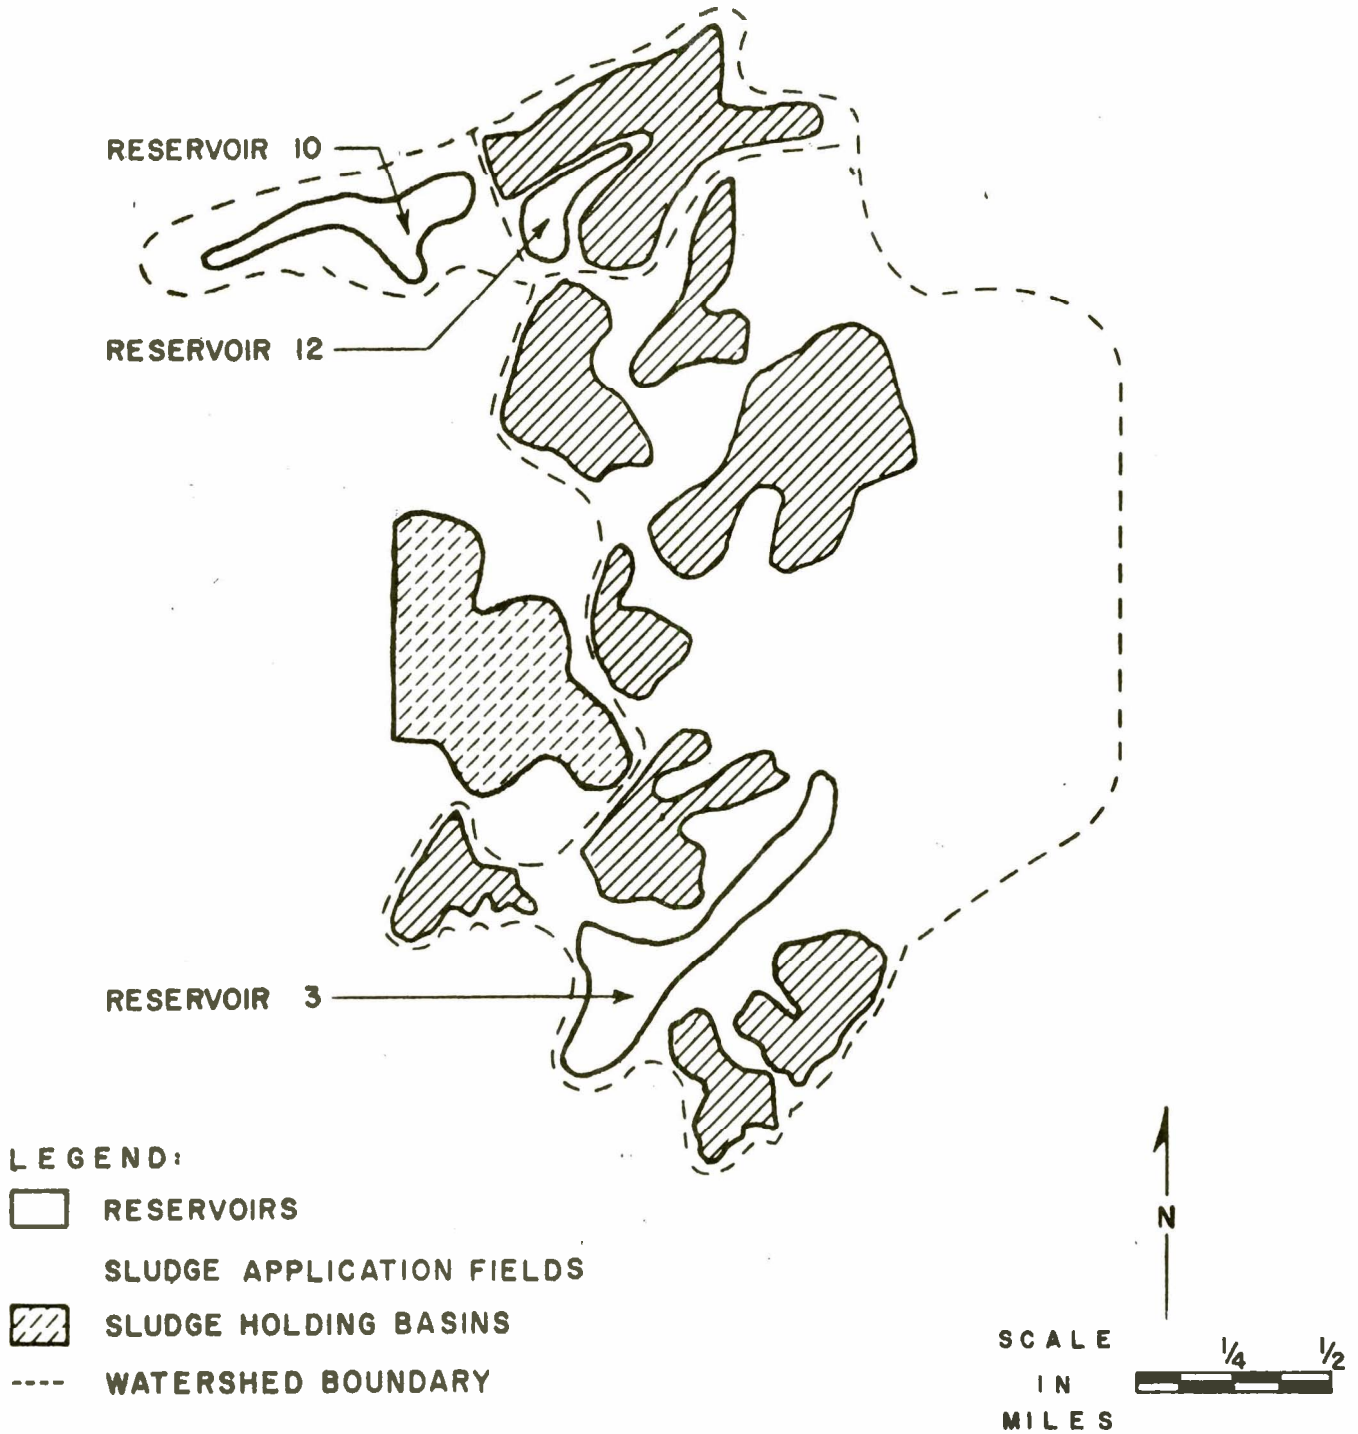 RESERVOIR 10
RESERVOIR 12
RESERVOIR 3
LEGEND:
RESERVOIRS
SLUDGE APPLICATION FIELDS
SLUDGE HOLDING BASINS
WATERSHED BOUNDARY
N
SCALE
IN
MILES
1/4 1/2